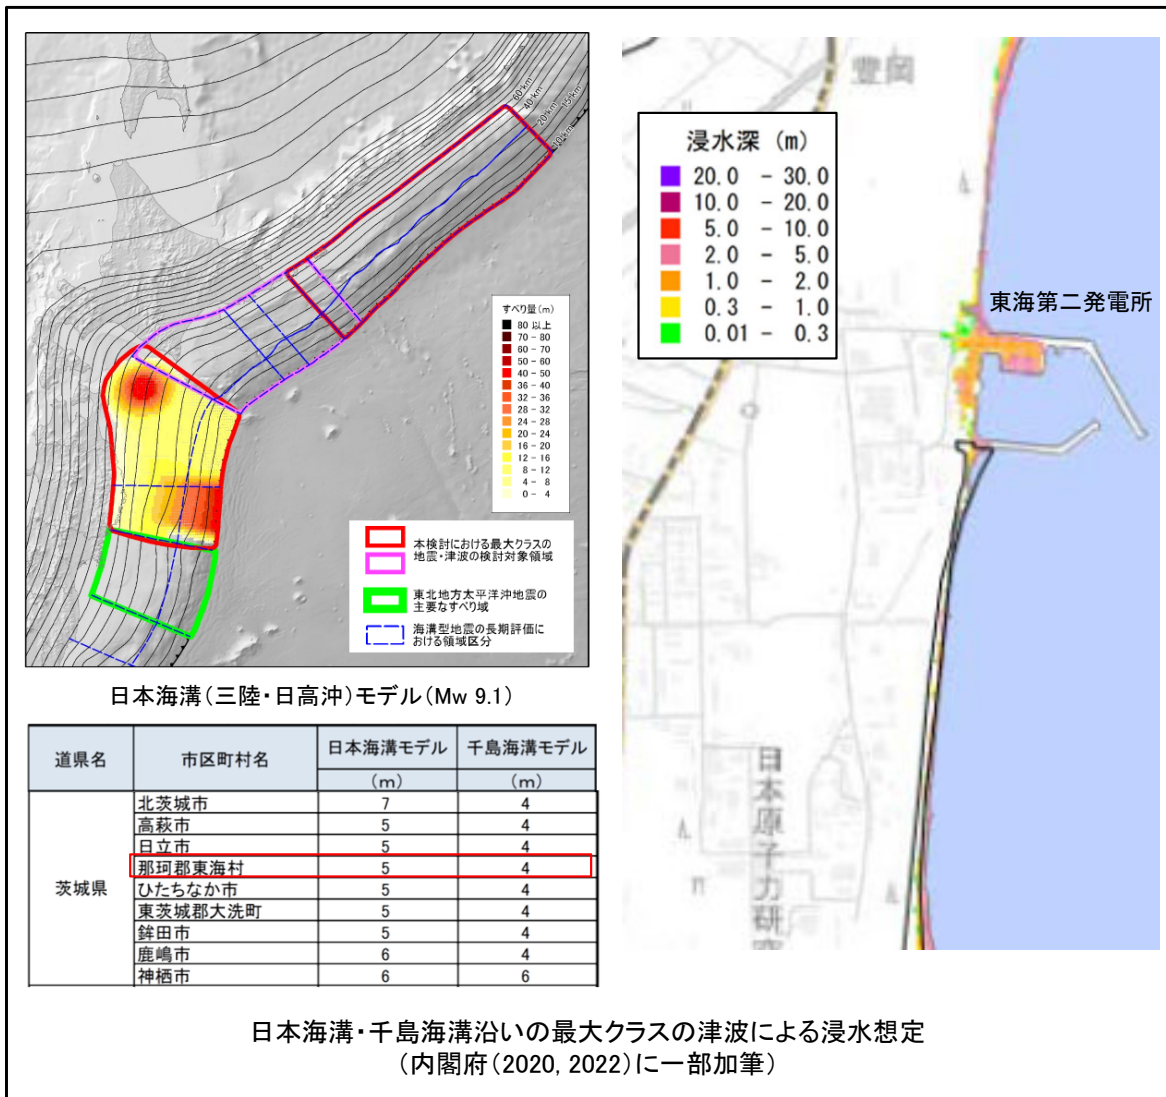 60 km
40 km
20 km
15 km
10 km
すべり量(m)
80 以上
70 - 80
60 - 70
50 - 60
40 - 50
36 - 40
32 - 36
28 - 32
24 - 28
20 - 24
16 - 20
12 - 16
8 - 12
4 - 8
0 - 4
本検討における最大クラスの
地震・津波の検討対象領域
東北地方太平洋沖地震の
主要なすべり域
海溝型地震の長期評価に
おける領域区分
日本海溝(三陸・日高沖)モデル(Mw 9.1)
道県名 市区町村名 日本海溝モデル 千島海溝モデル
(m) (m)
茨城県
北茨城市 7 4
高萩市 5 4
日立市 5 4
那珂郡東海村 5 4
ひたちなか市 5 4
東茨城郡大洗町 5 4
鉾田市 5 4
鹿嶋市 6 4
神栖市 6 6
豊岡
浸水深 (m)
20.0 - 30.0
10.0 - 20.0
5.0 - 10.0
2.0 - 5.0
1.0 - 2.0
0.3 - 1.0
0.01 - 0.3
東海第二発電所
日本原子力研究
日本海溝・千島海溝沿いの最大クラスの津波による浸水想定
(内閣府(2020, 2022)に一部加筆)